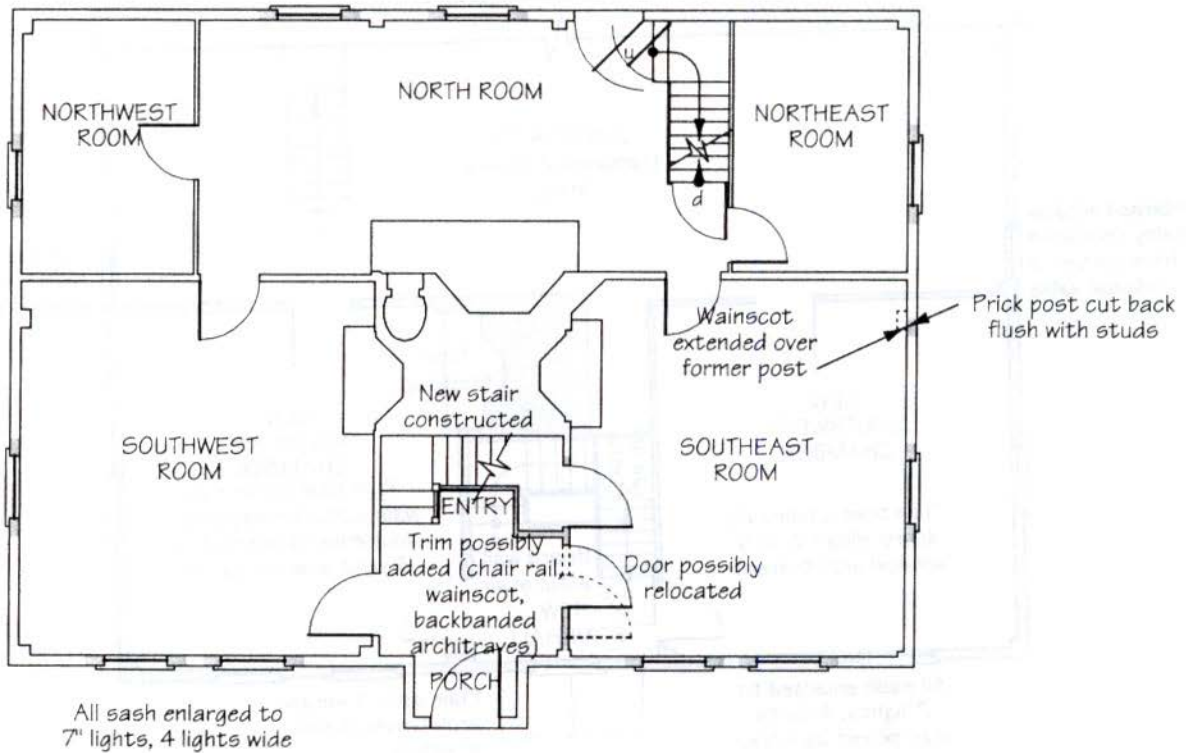 NORTHWEST
ROOM
NORTH ROOM
u
NORTHEAST
ROOM
d
Wainscot
extended over
former post
Prick post cut back
flush with studs
New stair
constructed
SOUTHWEST
ROOM
SOUTHEAST
ROOM
ENTRY
Trim possibly
added (chair rail,
wainscot,
backbanded
architraves)
Door possibly
relocated
PORCH
All sash enlarged to
7" lights, 4 lights wide